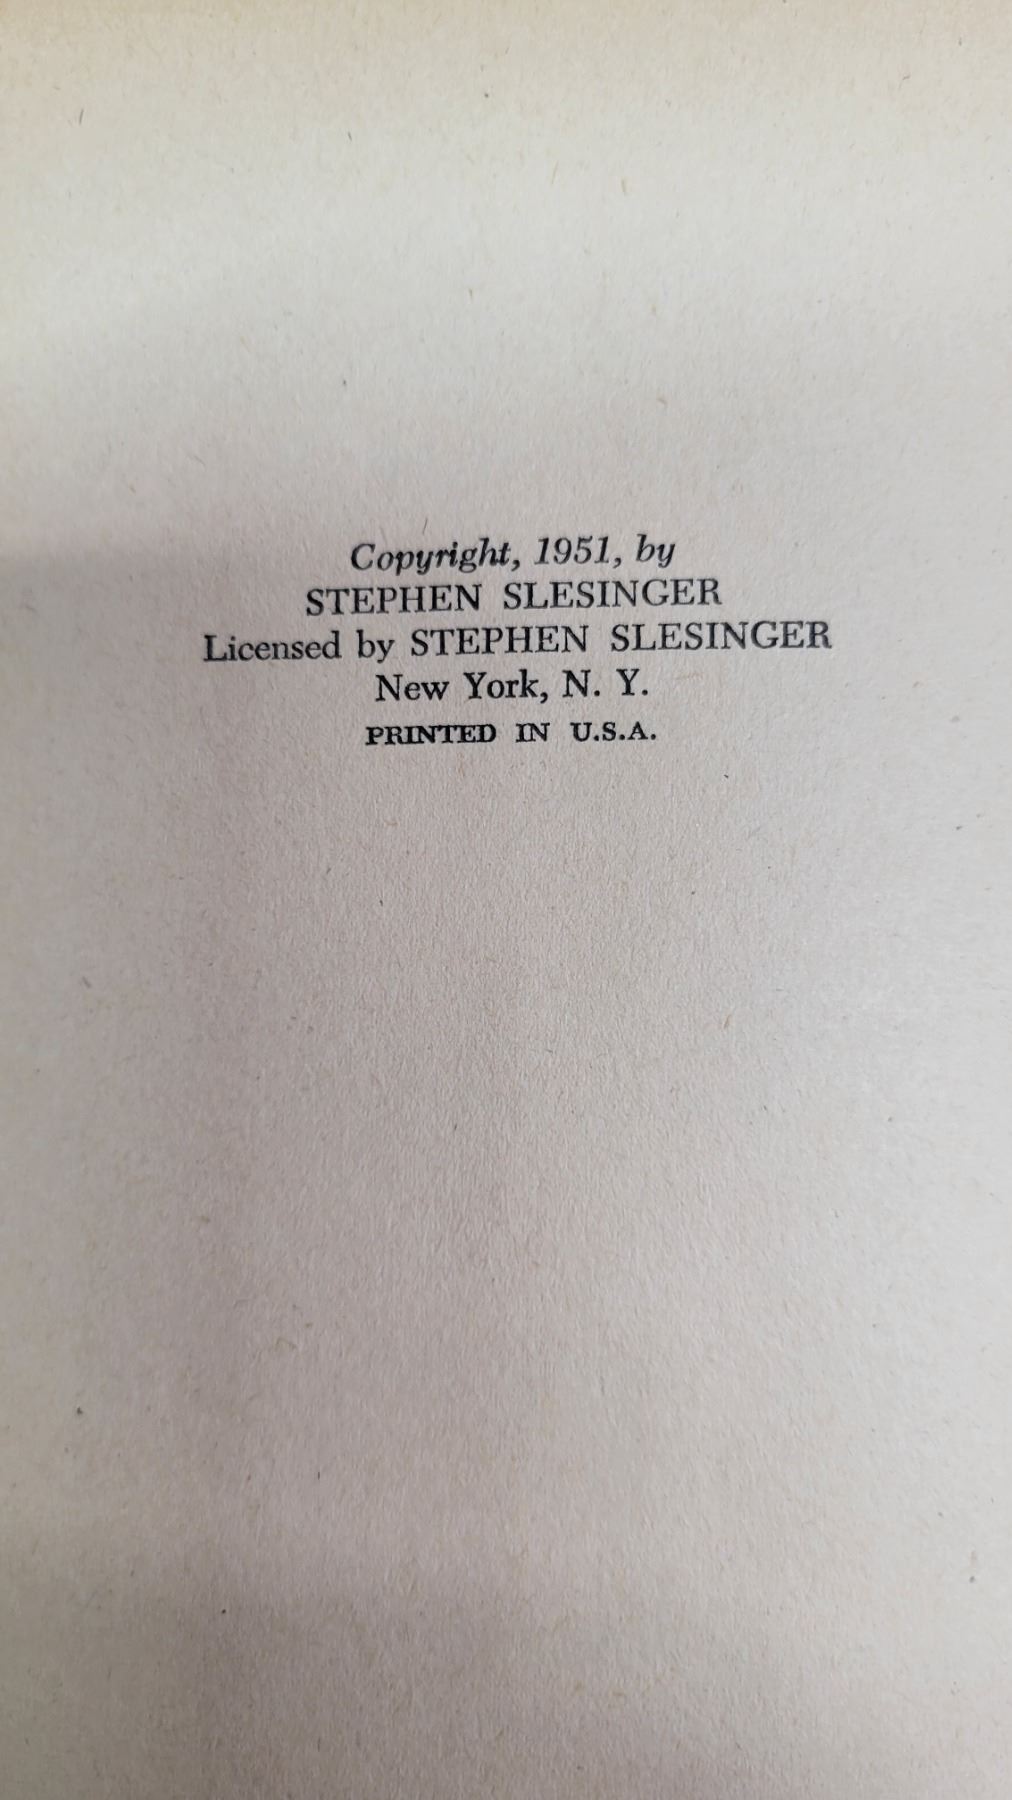 Copyright, 1951, by
STEPHEN SLESINGER
Licensed by STEPHEN SLESINGER
New York, N. Y.
PRINTED IN U.S.A.